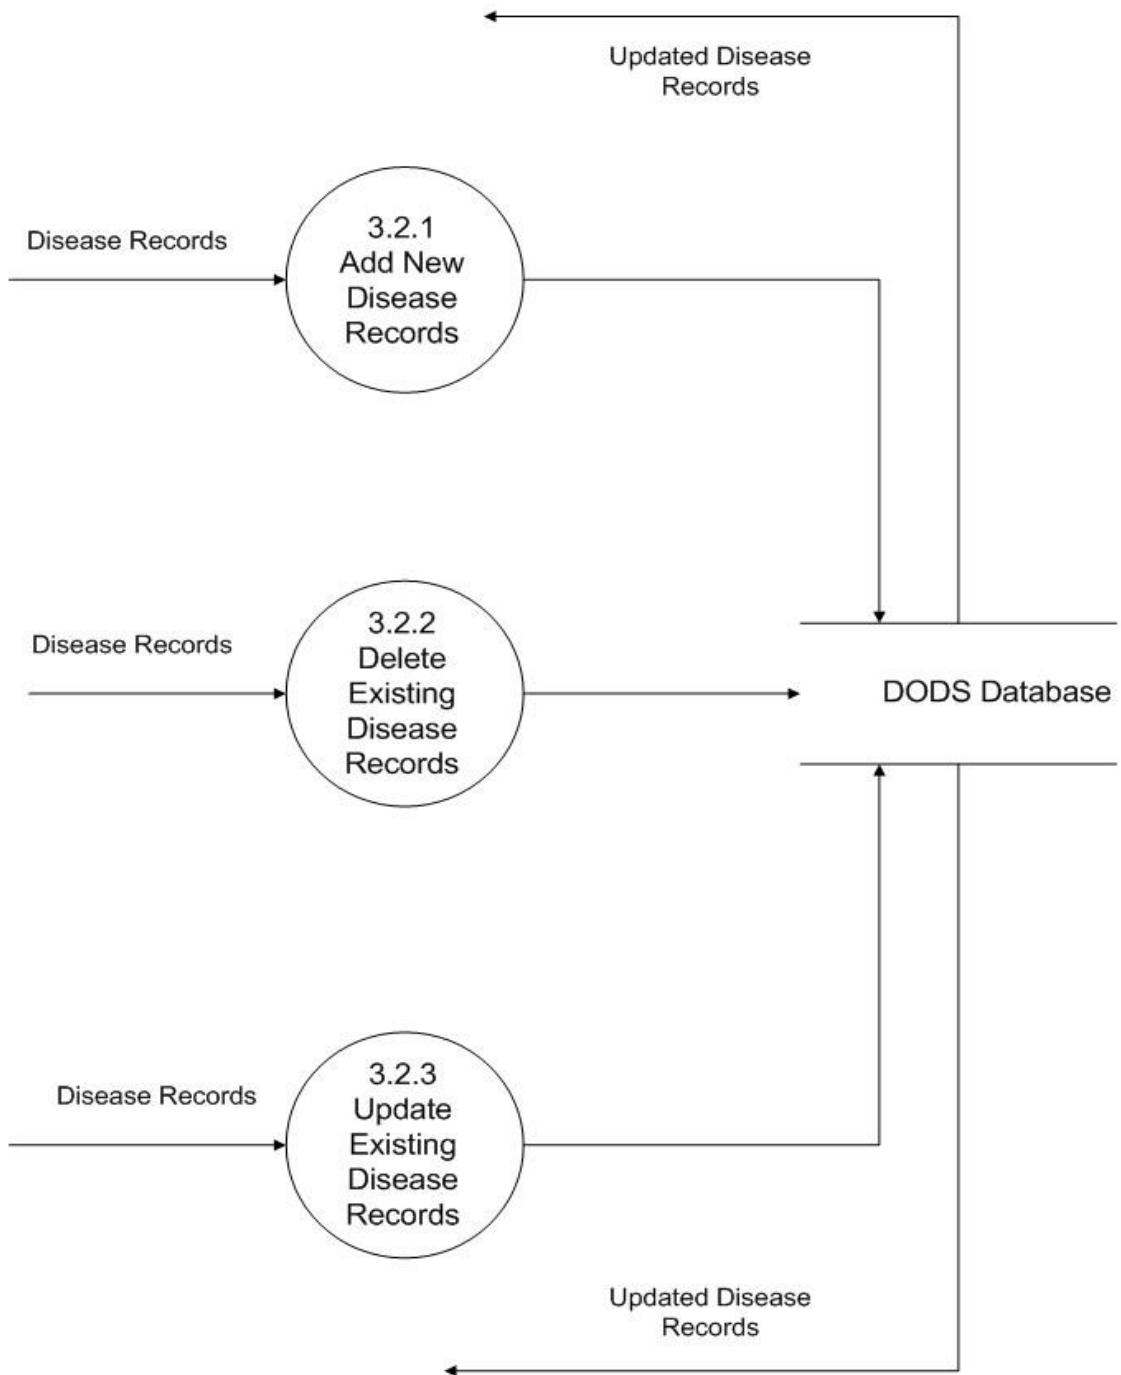 Updated Disease
Records
Disease Records
3.2.1
Add New
Disease
Records
Disease Records
3.2.2
Delete
Existing
Disease
Records
DODS Database
Disease Records
3.2.3
Update
Existing
Disease
Records
Updated Disease
Records